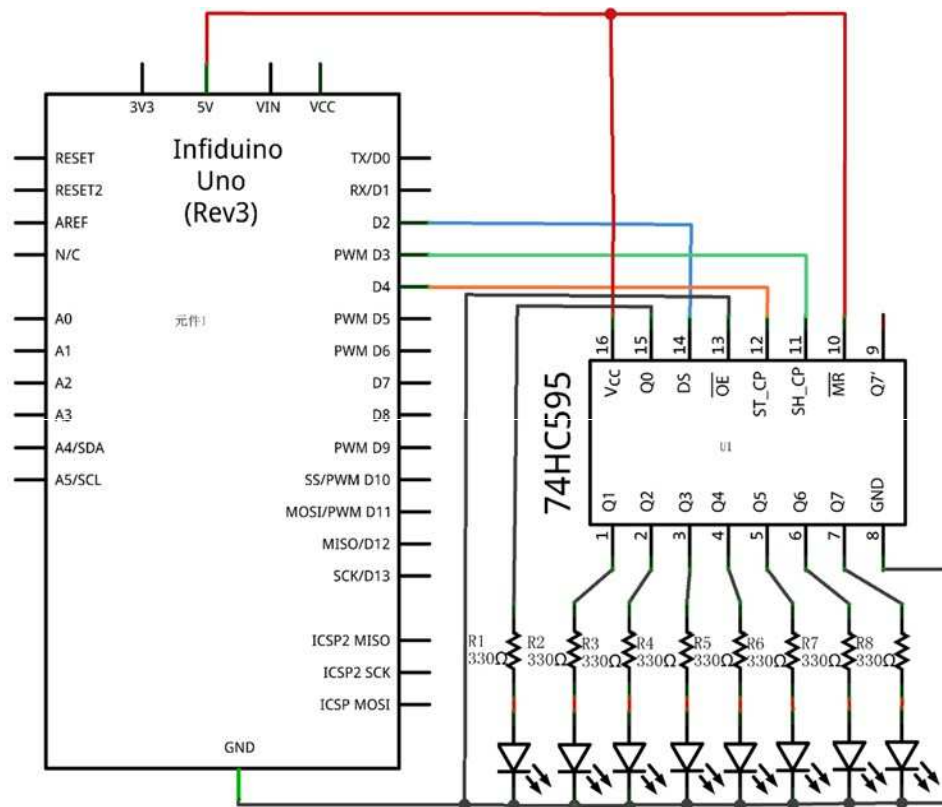 3V3 5V VIN VCC
Infiduino
Uno
(Rev3)
RESET
RESET2
AREF
N/C
A0
A1
A2
A3
A4/SDA
A5/SCL
元件1
TX/D0
RX/D1
D2
PWM D3
D4
PWM D5
PWM D6
D7
D8
PWM D9
SS/PWM D10
MOSI/PWM D11
MISO/D12
SCK/D13
ICSP2 MISO
ICSP2 SCK
ICSP MOSI
GND
74HC595
16 15 14 13 12 11 10 9
Vcc Q0 DS OE ST_CP SH_CP MR Q7'
U1
Q1 Q2 Q3 Q4 Q5 Q6 Q7 GND
1 2 3 4 5 6 7 8
R1 R2 R3 R4 R5 R6 R7 R8
330Ω 330Ω 330Ω 330Ω 330Ω 330Ω 330Ω 330Ω